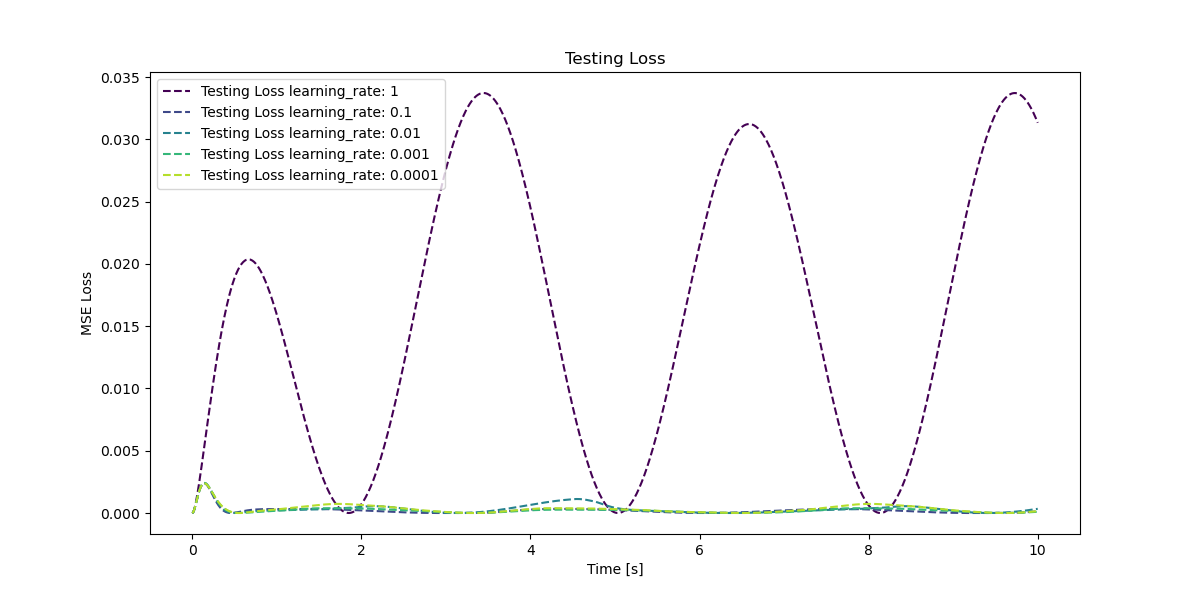 Testing Loss
0.035
0.030
0.025
0.020
0.015
0.010
0.005
0.000
MSE Loss
Testing Loss learning_rate: 1
Testing Loss learning_rate: 0.1
Testing Loss learning_rate: 0.01
Testing Loss learning_rate: 0.001
Testing Loss learning_rate: 0.0001
0 2 4 6 8 10
Time [s]